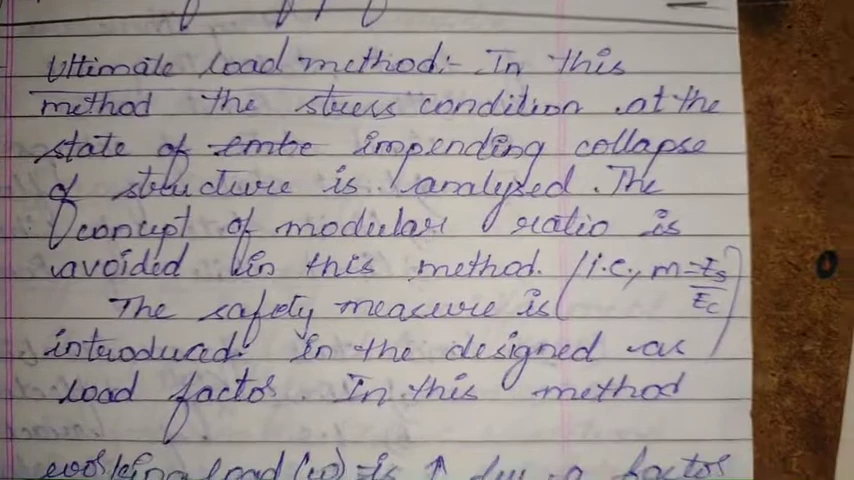 Ultimate Load method:- In this
method the stress condition at the
state of embe impending collapse
of structure is analysed. The
concept of modular ratio is
avoided in this method. (i.e., m = Es/Ec)
The safety measure is
introduced in the designed as
load factor. In this method
working load (w) is ↑ factor